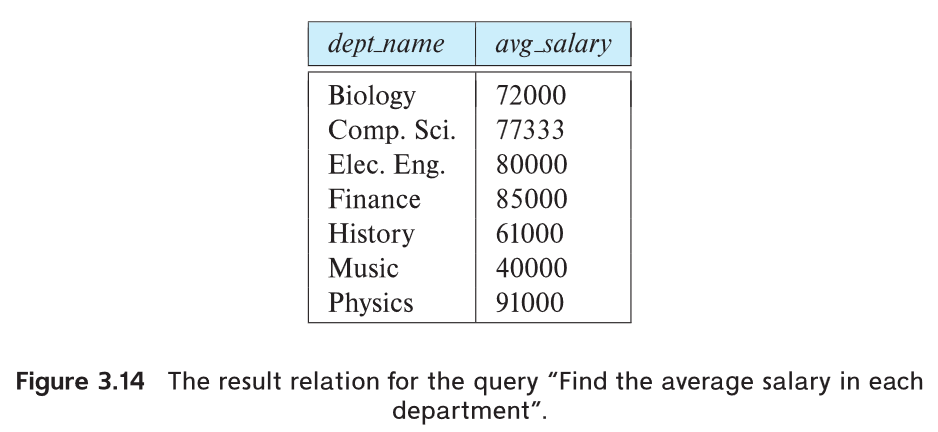 dept_name avg_salary
Biology 72000
Comp. Sci. 77333
Elec. Eng. 80000
Finance 85000
History 61000
Music 40000
Physics 91000
Figure 3.14 The result relation for the query “Find the average salary in each
department”.